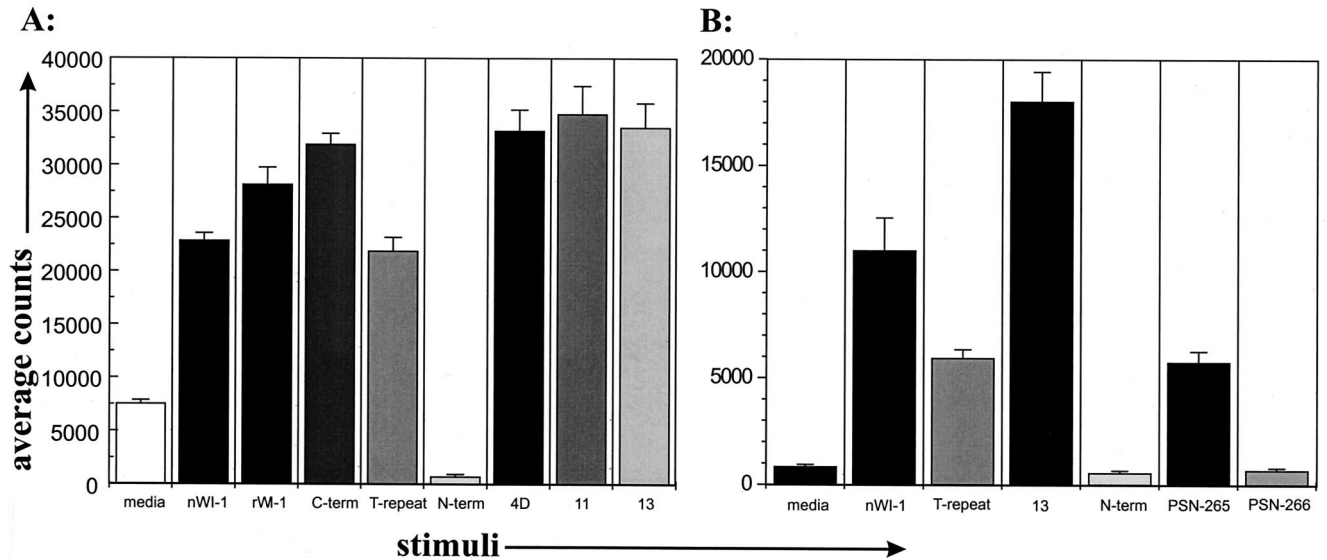 A:
40000
35000
30000
25000
20000
15000
10000
5000
0
media nWI-1 rWI-1 C-term T-repeat N-term 4D 11 13
B:
20000
15000
10000
5000
0
media nWI-1 T-repeat 13 N-term PSN-265 PSN-266
average counts
stimuli